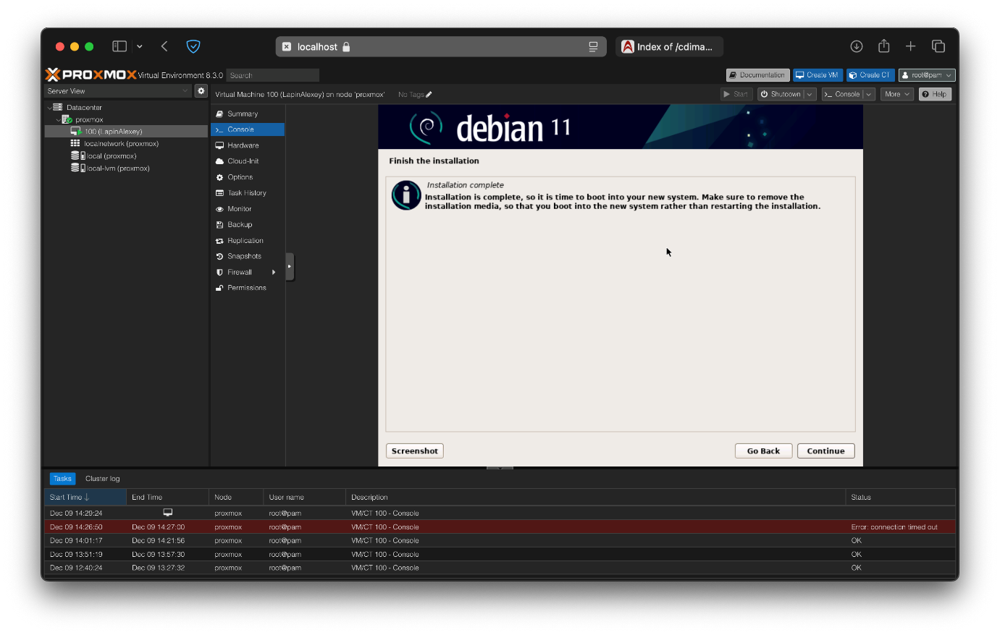 localhost
Index of /cdima...
PROXMOX Virtual Environment 8.3.0 Search
Documentation Create VM Create CT root@pam
Server View
Virtual Machine 100 (LapinAlexey) on node 'proxmox' No Tags
Start Shutdown Console More Help
Datacenter
proxmox
100 (LapinAlexey)
localnetwork (proxmox)
local (proxmox)
local-lvm (proxmox)
Summary
Console
Hardware
Cloud-Init
Options
Task History
Monitor
Backup
Replication
Snapshots
Firewall
Permissions
debian 11
Finish the installation
Installation complete
Installation is complete, so it is time to boot into your new system. Make sure to remove the
installation media, so that you boot into the new system rather than restarting the installation.
Screenshot Go Back Continue
Tasks Cluster log
Start Time End Time Node User name Description Status
Dec 09 14:29:24 proxmox root@pam VM/CT 100 - Console
Dec 09 14:26:50 Dec 09 14:27:00 proxmox root@pam VM/CT 100 - Console Error: connection timed out
Dec 09 14:01:17 Dec 09 14:21:56 proxmox root@pam VM/CT 100 - Console OK
Dec 09 13:51:19 Dec 09 13:57:30 proxmox root@pam VM/CT 100 - Console OK
Dec 09 12:40:24 Dec 09 13:27:32 proxmox root@pam VM/CT 100 - Console OK